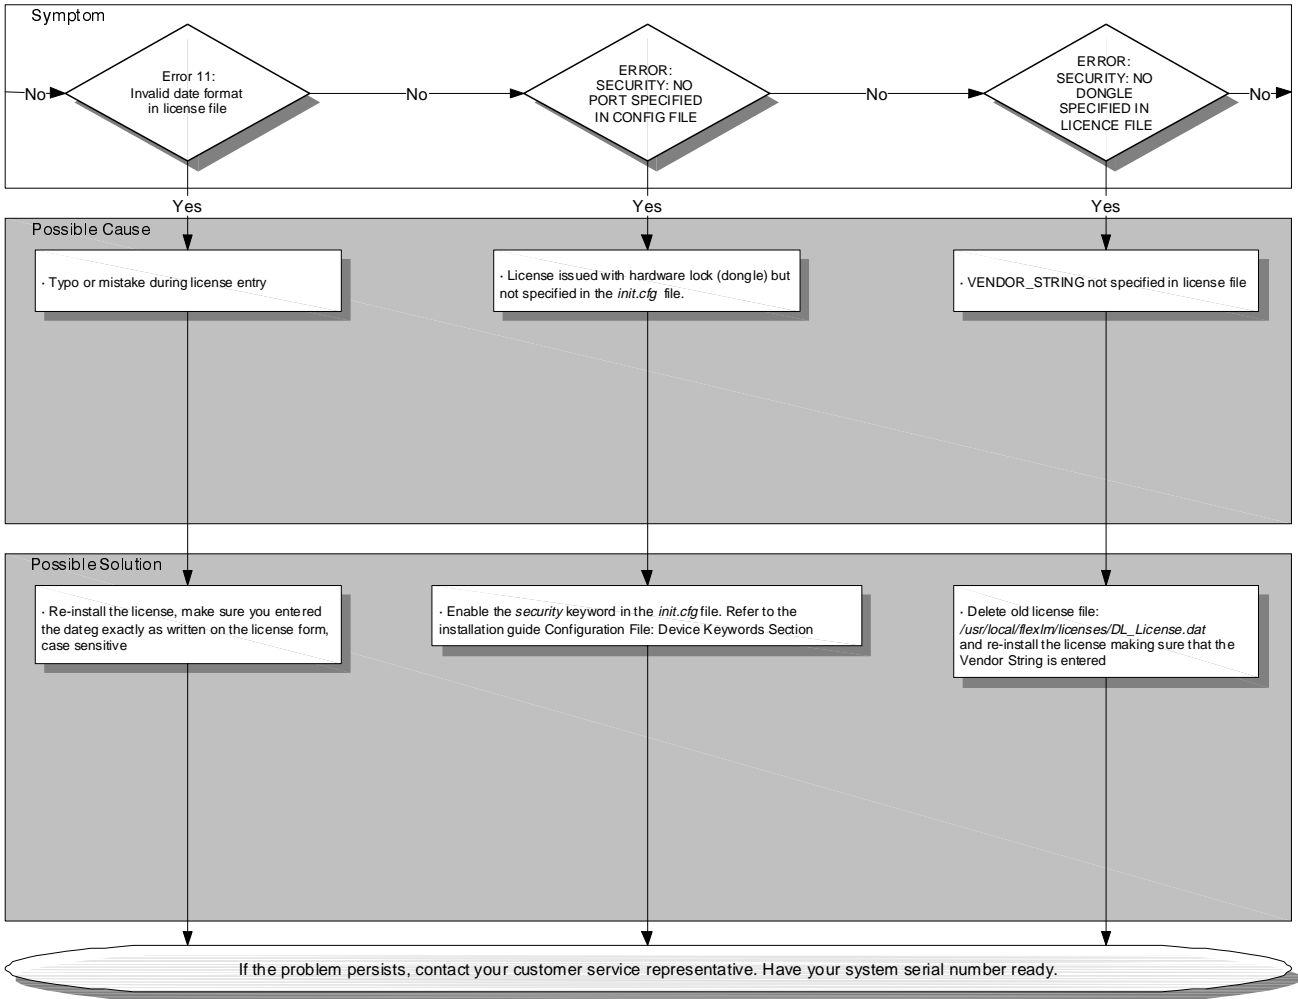 Symptom
No
Error 11:
Invalid date format
in license file
No
ERROR:
SECURITY: NO
PORT SPECIFIED
IN CONFIG FILE
No
ERROR:
SECURITY: NO
DONGLE
SPECIFIED IN
LICENCE FILE
No
Yes
Yes
Yes
Possible Cause
· Typo or mistake during license entry
· License issued with hardware lock (dongle) but
not specified in the init.cfg file.
· VENDOR_STRING not specified in license file
Possible Solution
· Re-install the license, make sure you entered
the dateg exactly as written on the license form,
case sensitive
· Enable the security keyword in the init.cfg file. Refer to the
installation guide Configuration File: Device Keywords Section
· Delete old license file:
/usr/local/flexlm/licenses/DL_License.dat
and re-install the license making sure that the
Vendor String is entered
If the problem persists, contact your customer service representative. Have your system serial number ready.